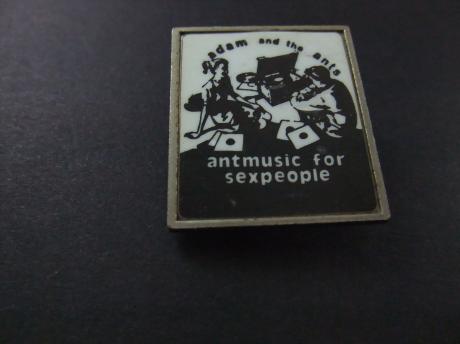 adam and the ants
antmusic for
sexpeople